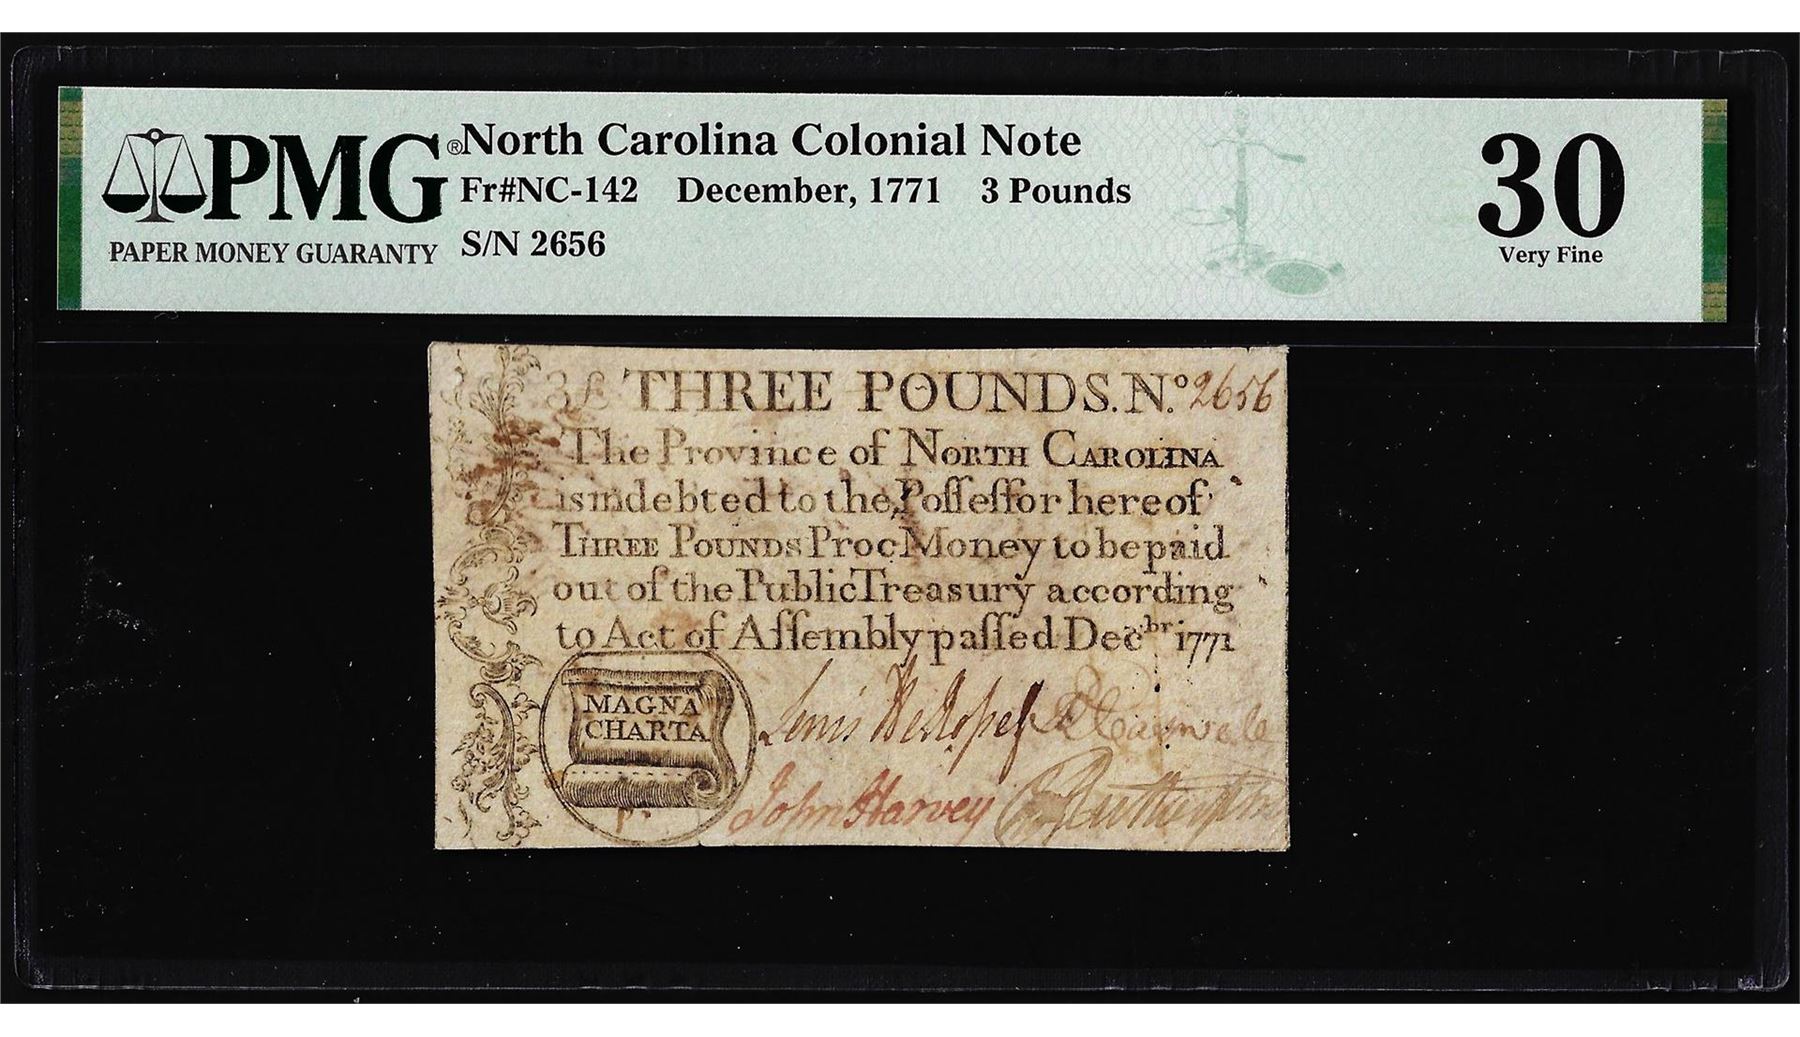 PMG®
PAPER MONEY GUARANTY
North Carolina Colonial Note
Fr#NC-142 December, 1771 3 Pounds
S/N 2656
30
Very Fine
3£ THREE POUNDS. N.º 2656
The Province of NORTH CAROLINA
is indebted to the Poſſeſſor hereof
THREE POUNDS Proc Money to be paid
out of the Public Treasury according
to Act of Aſſembly paſſed Decbr 1771
MAGNA
CHARTA
Lewis
John Harvey